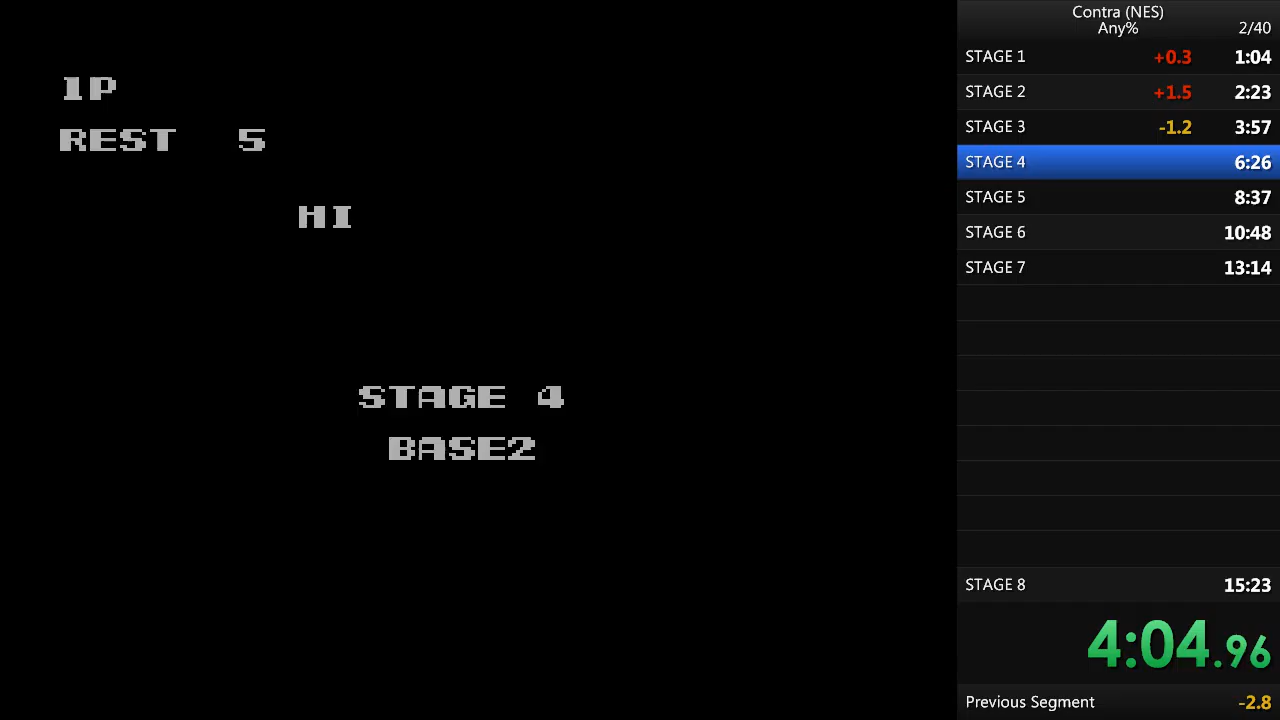 1P
REST 5
HI
STAGE 4
BASE2
Contra (NES)
Any% 2/40
STAGE 1 +0.3 1:04
STAGE 2 +1.5 2:23
STAGE 3 -1.2 3:57
STAGE 4 6:26
STAGE 5 8:37
STAGE 6 10:48
STAGE 7 13:14
STAGE 8 15:23
4:04.96
Previous Segment -2.8